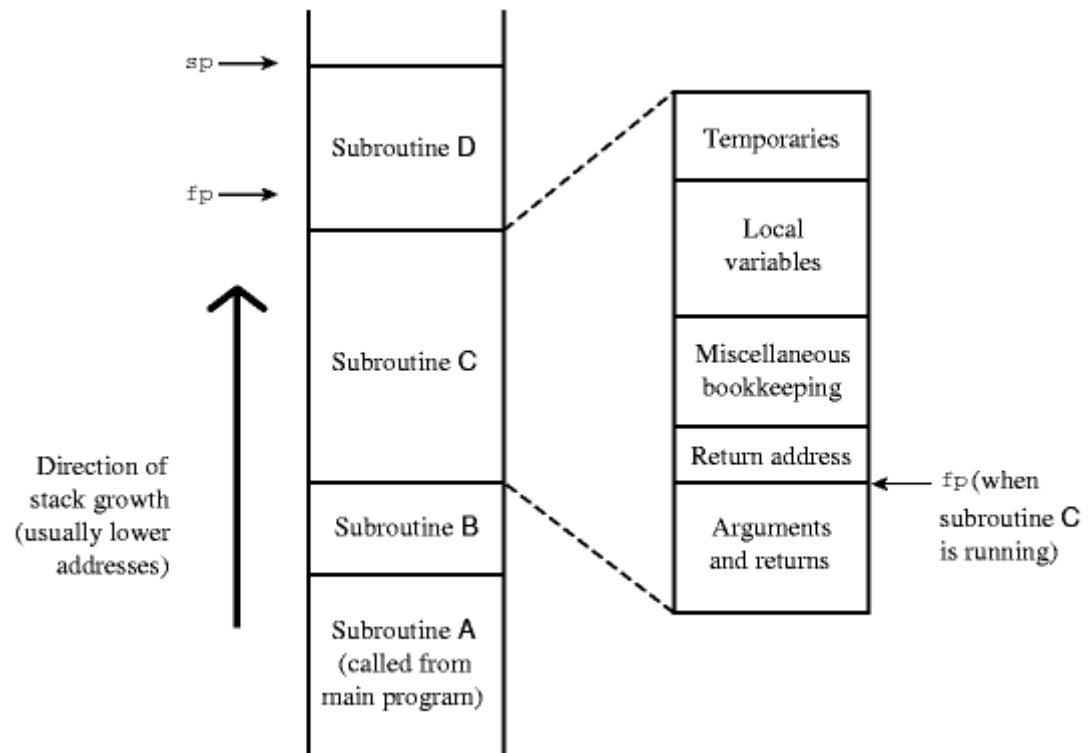 sp
Subroutine D
fp
Subroutine C
Direction of
stack growth
(usually lower
addresses)
Subroutine B
Subroutine A
(called from
main program)
Temporaries
Local
variables
Miscellaneous
bookkeeping
Return address
Arguments
and returns
fp (when
subroutine C
is running)